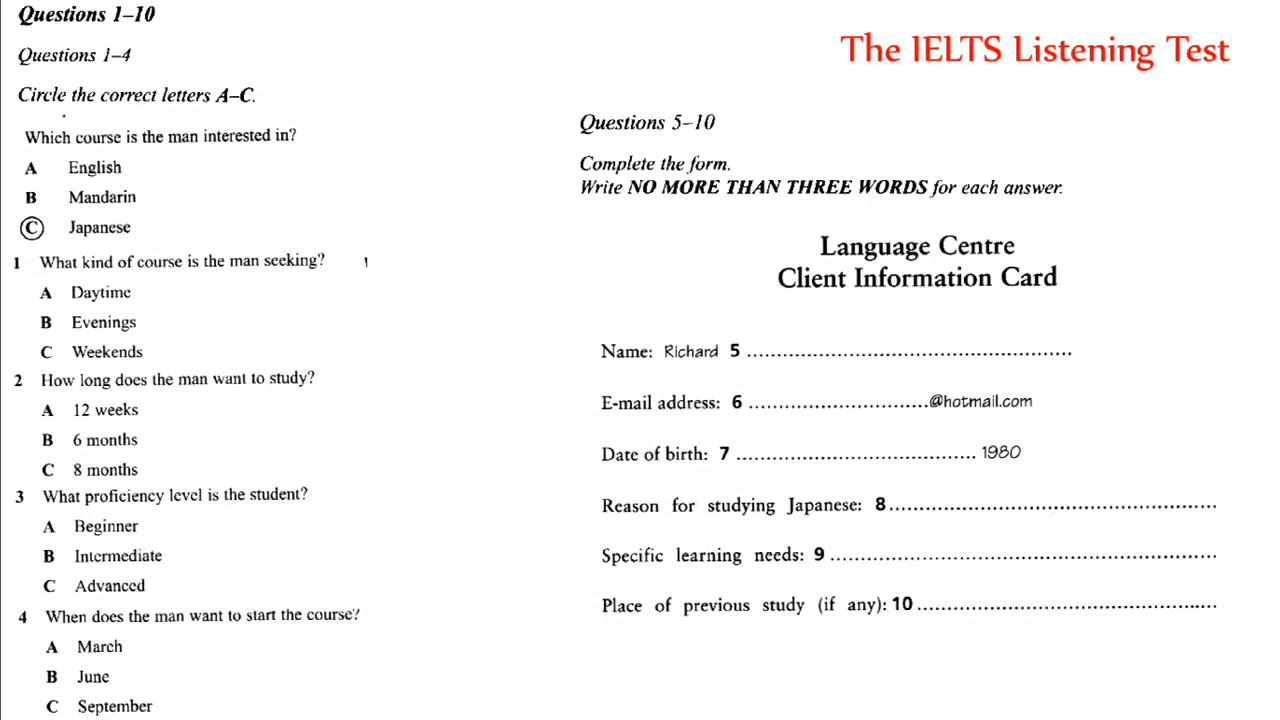 Questions 1–10
Questions 1–4
Circle the correct letters A–C.
Which course is the man interested in?
A English
B Mandarin
C Japanese
1 What kind of course is the man seeking?
A Daytime
B Evenings
C Weekends
2 How long does the man want to study?
A 12 weeks
B 6 months
C 8 months
3 What proficiency level is the student?
A Beginner
B Intermediate
C Advanced
4 When does the man want to start the course?
A March
B June
C September
The IELTS Listening Test
Questions 5–10
Complete the form.
Write NO MORE THAN THREE WORDS for each answer.
Language Centre
Client Information Card
Name: Richard 5 ......................................................
E-mail address: 6 ..............................@hotmail.com
Date of birth: 7 ........................................ 1980
Reason for studying Japanese: 8.......................................................
Specific learning needs: 9 ................................................................
Place of previous study (if any): 10..................................................